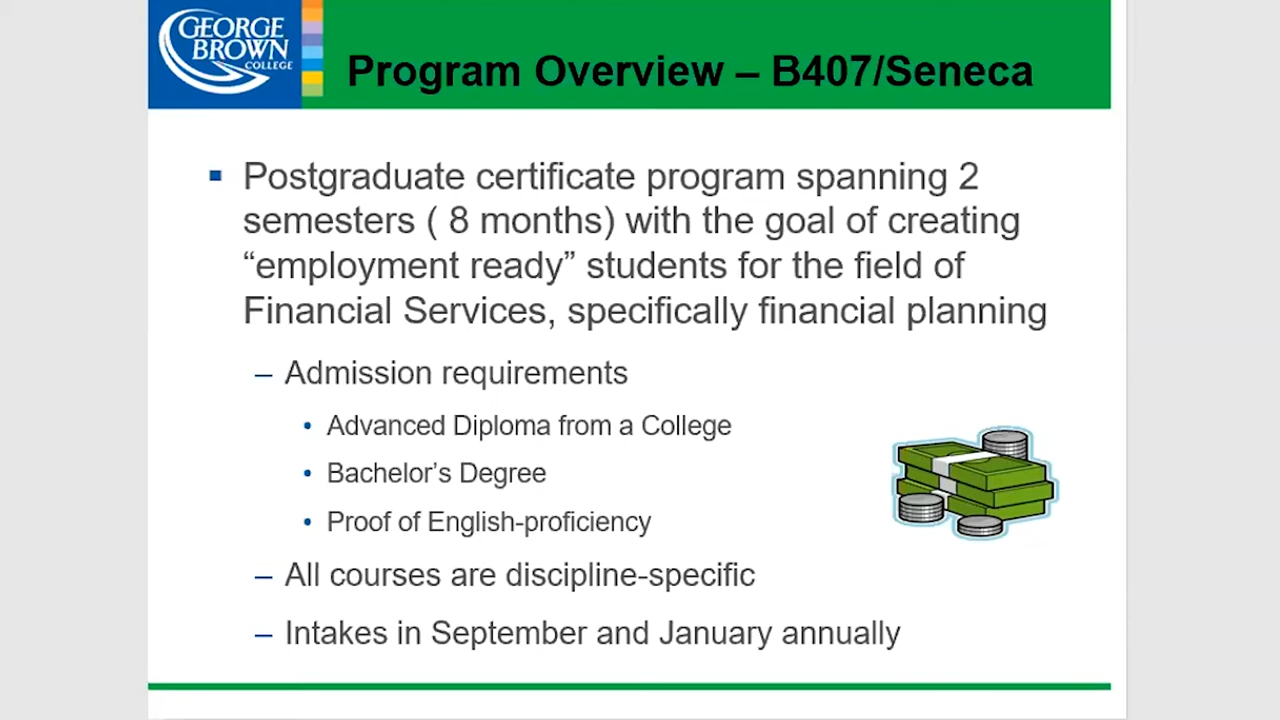 GEORGE
BROWN
COLLEGE
Program Overview – B407/Seneca
▪ Postgraduate certificate program spanning 2
semesters ( 8 months) with the goal of creating
“employment ready” students for the field of
Financial Services, specifically financial planning
– Admission requirements
• Advanced Diploma from a College
• Bachelor’s Degree
• Proof of English-proficiency
– All courses are discipline-specific
– Intakes in September and January annually